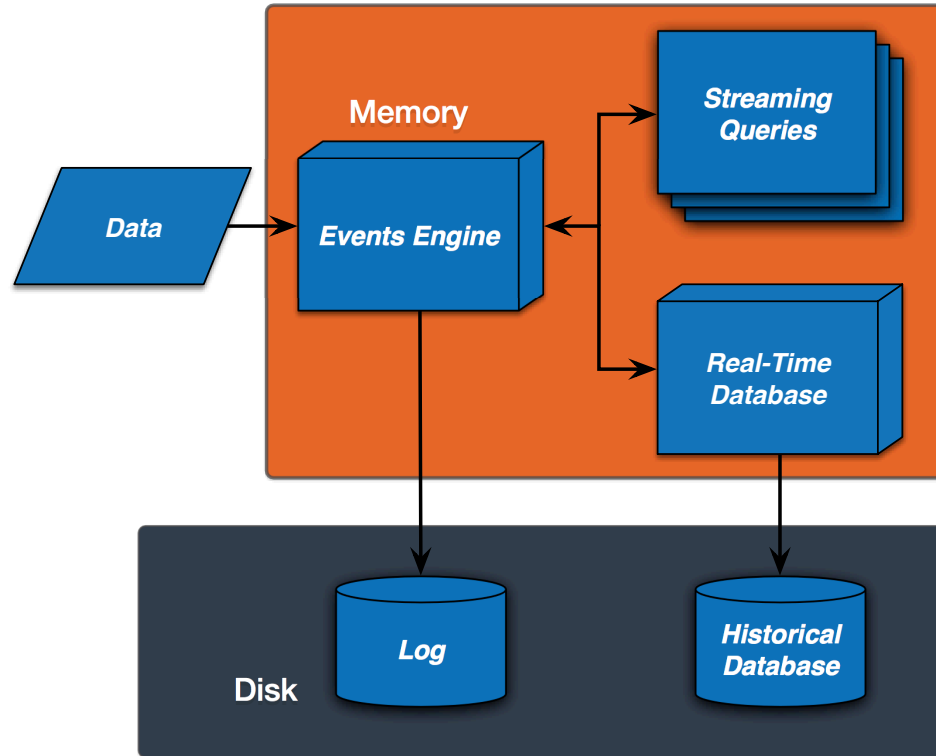 Memory
Streaming
Queries
Data
Events Engine
Real-Time
Database
Log
Historical
Database
Disk